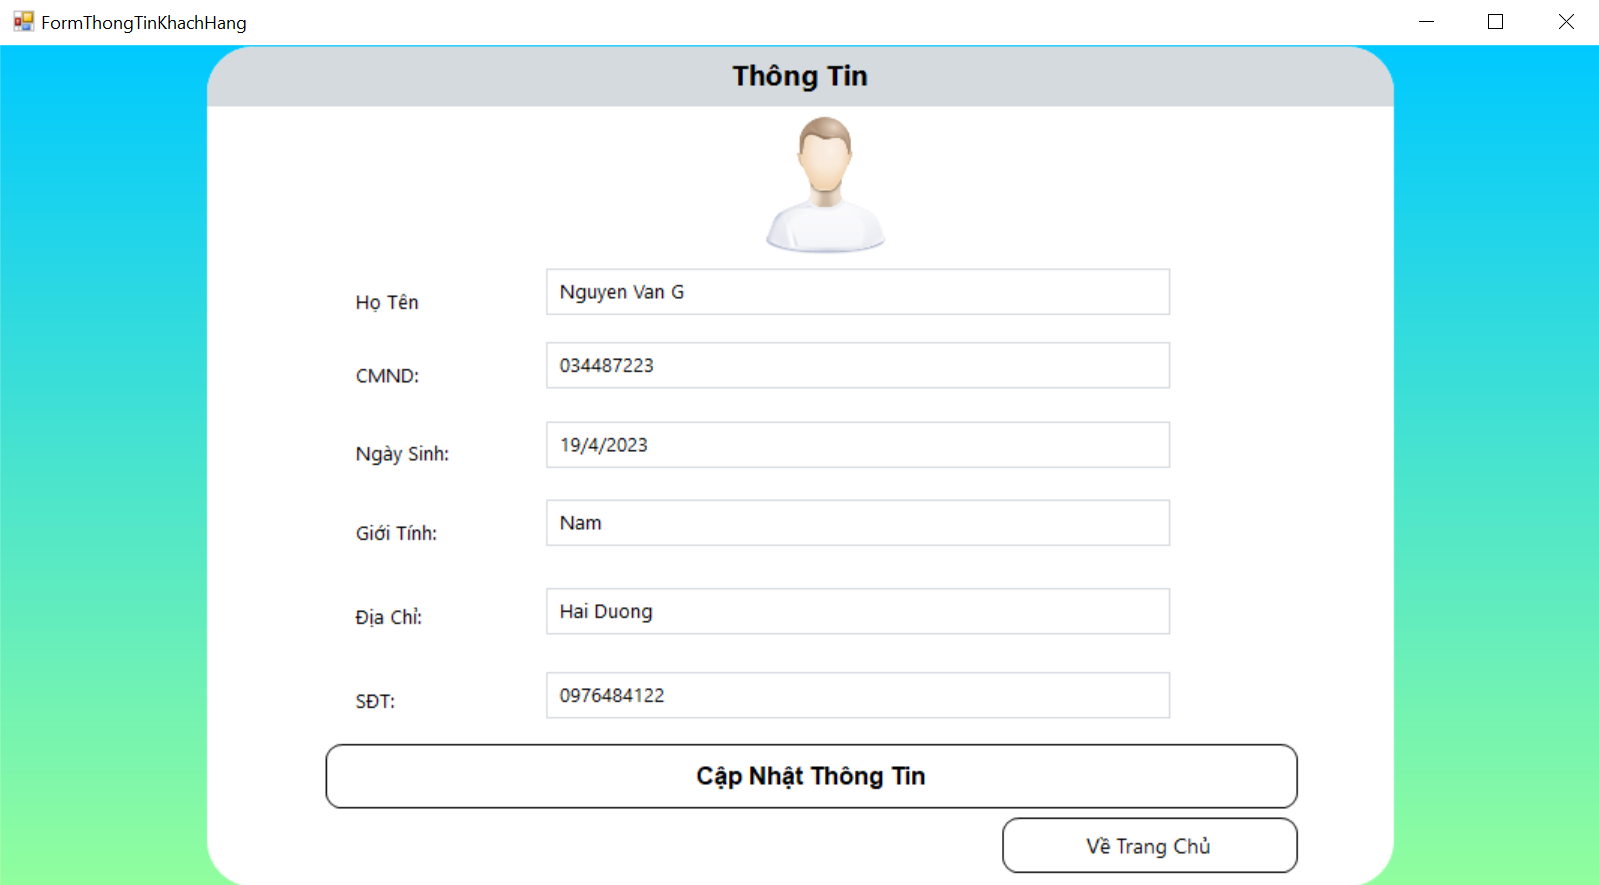 FormThongTinKhachHang
Thông Tin
Họ Tên
Nguyen Van G
CMND:
034487223
Ngày Sinh:
19/4/2023
Giới Tính:
Nam
Địa Chỉ:
Hai Duong
SĐT:
0976484122
Cập Nhật Thông Tin
Về Trang Chủ